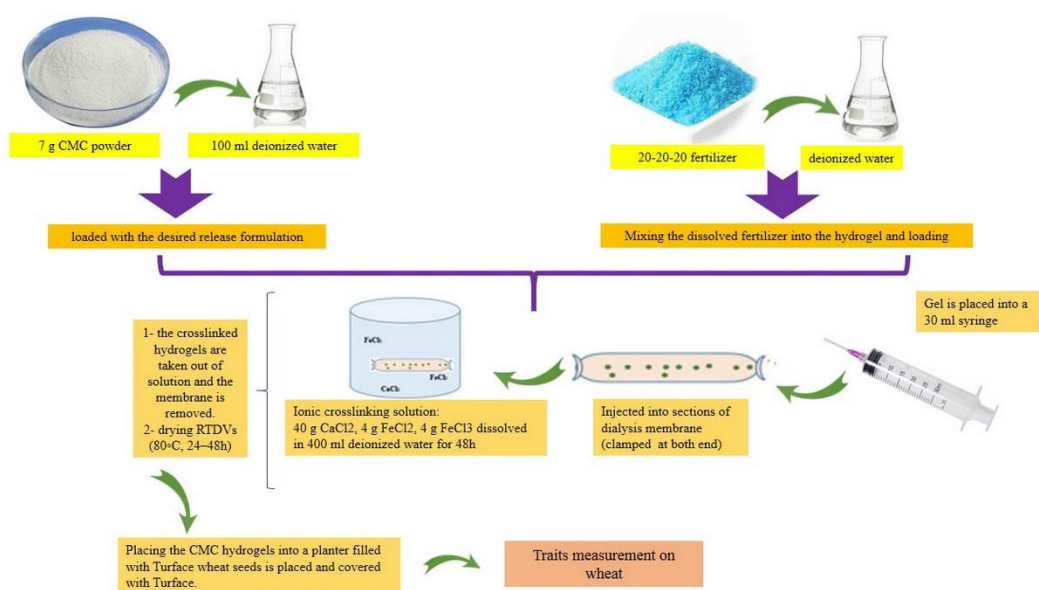 7 g CMC powder
100 ml deionized water
20-20-20 fertilizer
deionized water
loaded with the desired release formulation
Mixing the dissolved fertilizer into the hydrogel and loading
Gel is placed into a
30 ml syringe
Injected into sections of
dialysis membrane
(clamped at both end)
FeCl₂
FeCl₃
CaCl₂
Ionic crosslinking solution:
40 g CaCl2, 4 g FeCl2, 4 g FeCl3 dissolved
in 400 ml deionized water for 48h
1- the crosslinked
hydrogels are
taken out of
solution and the
membrane is
removed.
2- drying RTDVs
(80◦C, 24–48h)
Placing the CMC hydrogels into a planter filled
with Turface wheat seeds is placed and covered
with Turface.
Traits measurement on
wheat